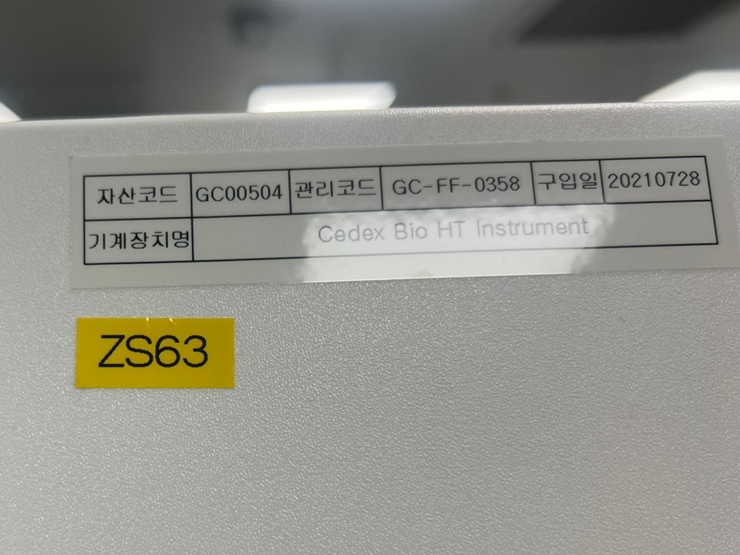 자산코드 GC00504 관리코드 GC-FF-0358 구입일 20210728
기계장치명 Cedex Bio HT Instrument
ZS63